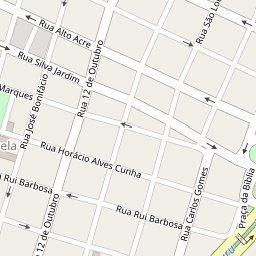 Rua Alto Acre
Rua São Lo
Rua Silva Jardim
Rua 12 de Outubro
Marques
Rua José Bonifácio
ela
Rua Horácio Alves Cunha
Rua Rui Barbosa
Rua Rui Barbosa
Rua Carlos Gomes
Praça da Bíblia
12 de Outubro